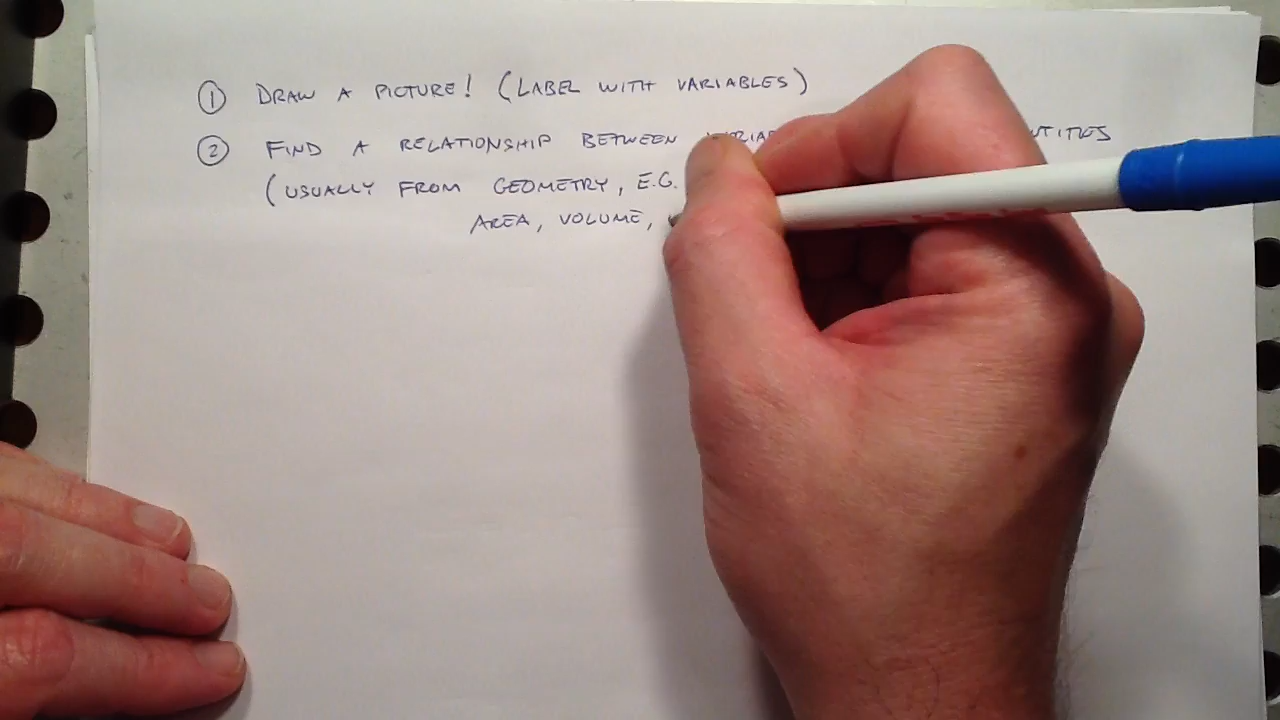 ① DRAW A PICTURE! (LABEL WITH VARIABLES)
② FIND A RELATIONSHIP BETWEEN
(USUALLY FROM GEOMETRY, E.G.
AREA, VOLUME,